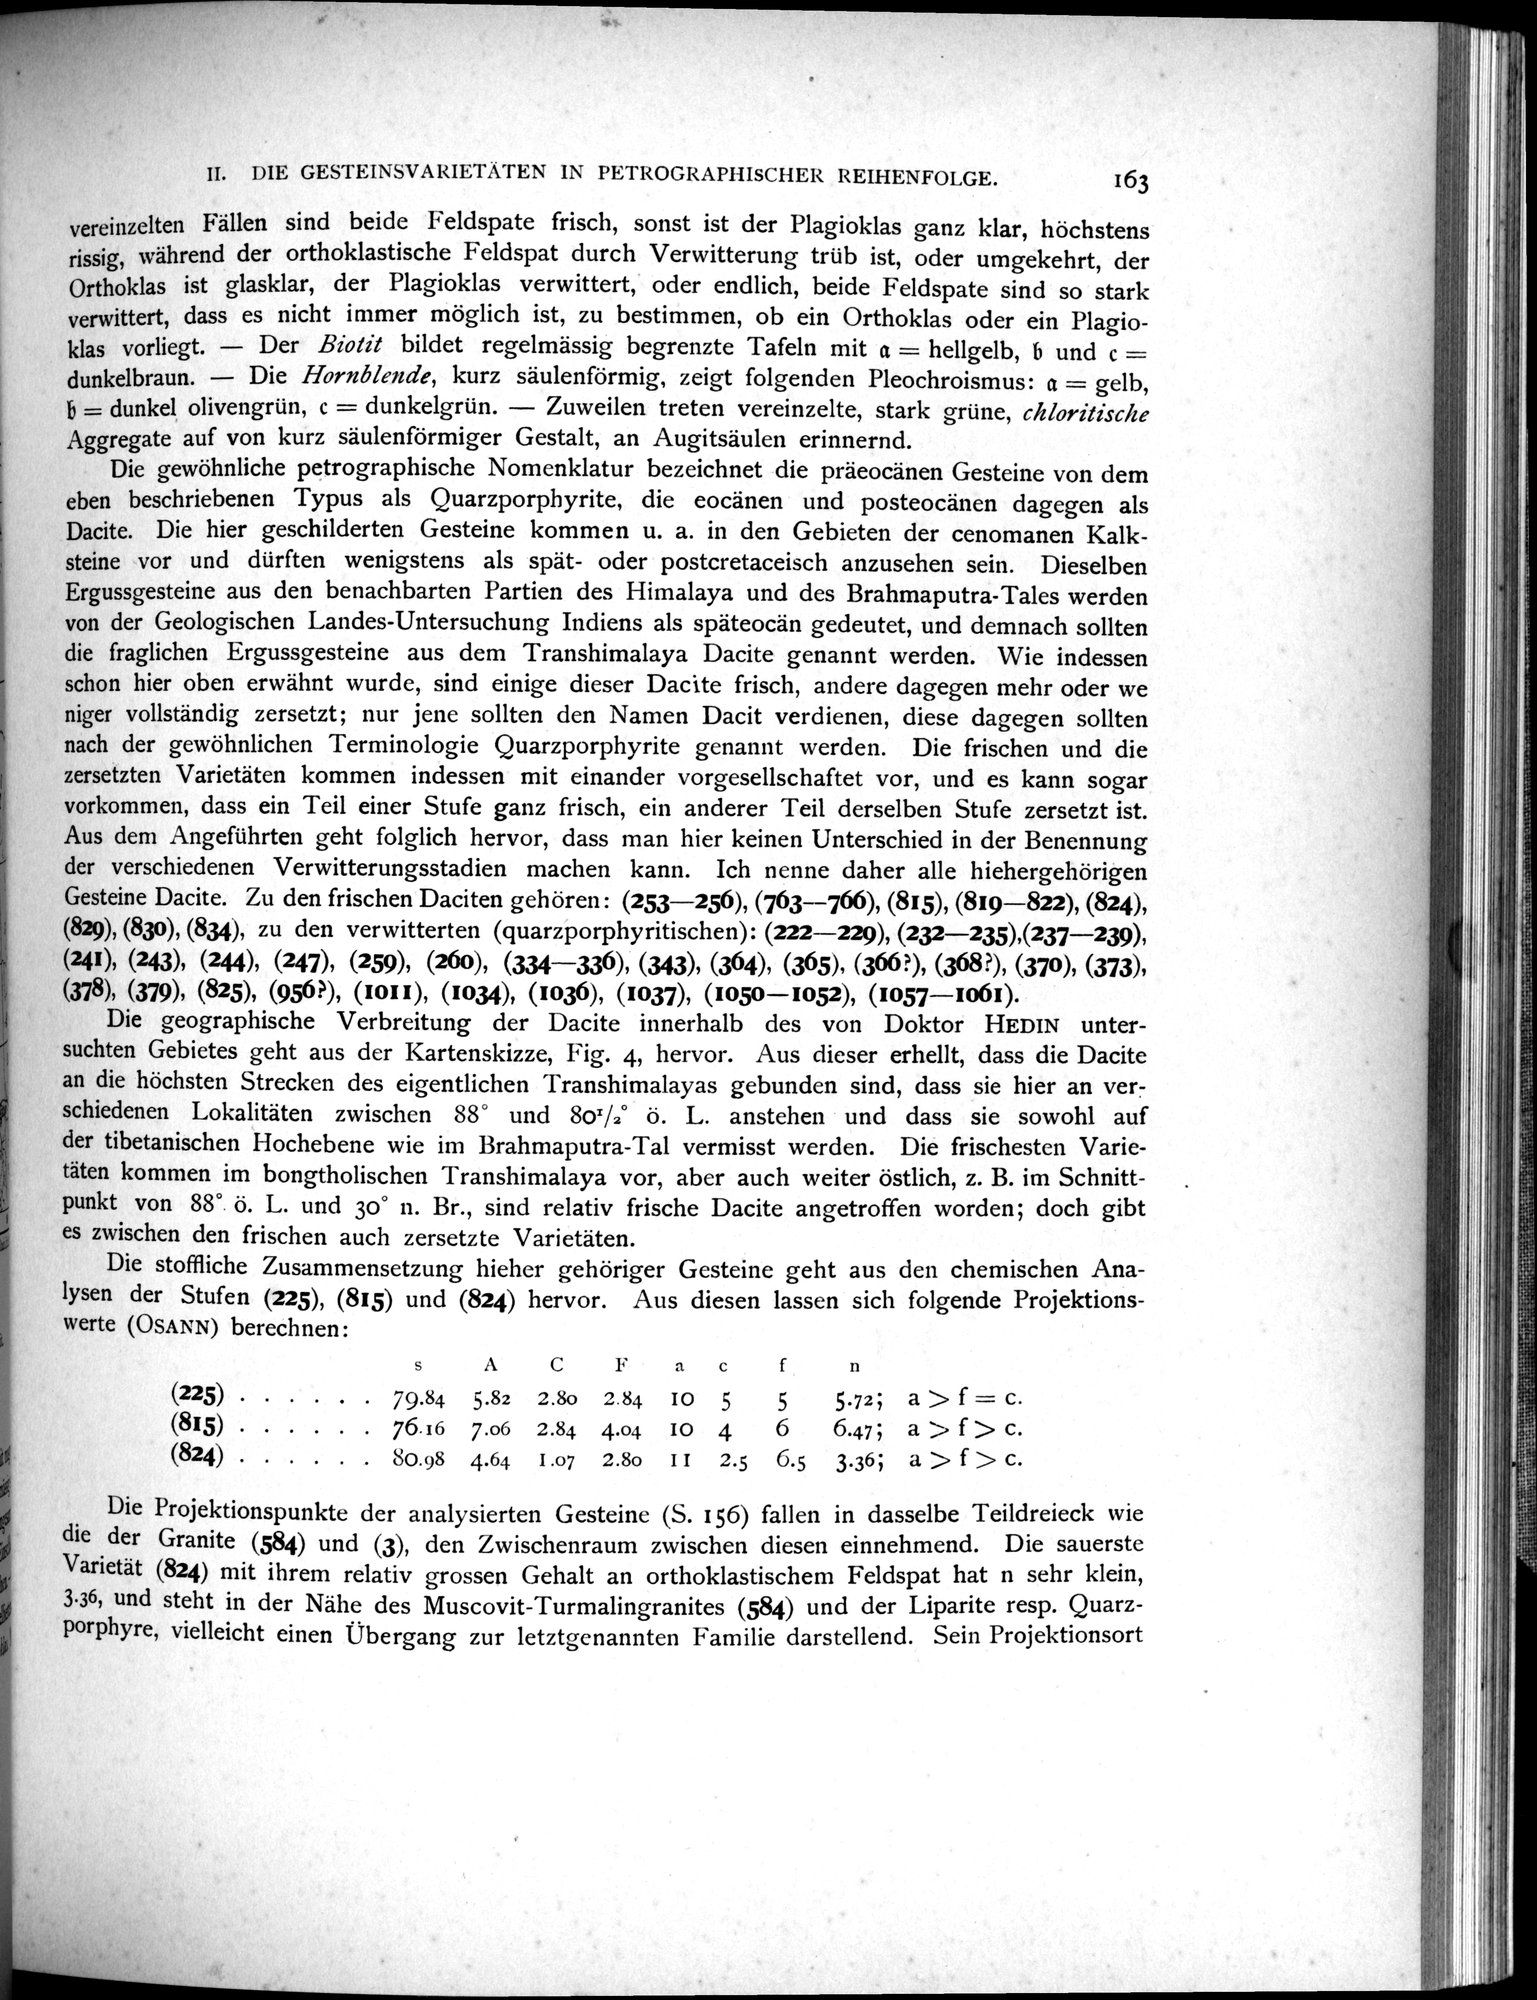 II. DIE GESTEINSVARIETÄTEN IN PETROGRAPHISCHER REIHENFOLGE. 163
vereinzelten Fällen sind beide Feldspate frisch, sonst ist der Plagioklas ganz klar, höchstens
rissig, während der orthoklastische Feldspat durch Verwitterung trüb ist, oder umgekehrt, der
Orthoklas ist glasklar, der Plagioklas verwittert, oder endlich, beide Feldspate sind so stark
verwittert, dass es nicht immer möglich ist, zu bestimmen, ob ein Orthoklas oder ein Plagio-
klas vorliegt. — Der Biotit bildet regelmässig begrenzte Tafeln mit 𝔞 = hellgelb, 𝔟 und 𝔠 =
dunkelbraun. — Die Hornblende, kurz säulenförmig, zeigt folgenden Pleochroismus: 𝔞 = gelb,
𝔟 = dunkel olivengrün, 𝔠 = dunkelgrün. — Zuweilen treten vereinzelte, stark grüne, chloritische
Aggregate auf von kurz säulenförmiger Gestalt, an Augitsäulen erinnernd.
Die gewöhnliche petrographische Nomenklatur bezeichnet die präeocänen Gesteine von dem
eben beschriebenen Typus als Quarzporphyrite, die eocänen und posteocänen dagegen als
Dacite. Die hier geschilderten Gesteine kommen u. a. in den Gebieten der cenomanen Kalk-
steine vor und dürften wenigstens als spät- oder postcretaceisch anzusehen sein. Dieselben
Ergussgesteine aus den benachbarten Partien des Himalaya und des Brahmaputra-Tales werden
von der Geologischen Landes-Untersuchung Indiens als späteocän gedeutet, und demnach sollten
die fraglichen Ergussgesteine aus dem Transhimalaya Dacite genannt werden. Wie indessen
schon hier oben erwähnt wurde, sind einige dieser Dacite frisch, andere dagegen mehr oder we
niger vollständig zersetzt; nur jene sollten den Namen Dacit verdienen, diese dagegen sollten
nach der gewöhnlichen Terminologie Quarzporphyrite genannt werden. Die frischen und die
zersetzten Varietäten kommen indessen mit einander vorgesellschaftet vor, und es kann sogar
vorkommen, dass ein Teil einer Stufe ganz frisch, ein anderer Teil derselben Stufe zersetzt ist.
Aus dem Angeführten geht folglich hervor, dass man hier keinen Unterschied in der Benennung
der verschiedenen Verwitterungsstadien machen kann. Ich nenne daher alle hiehergehörigen
Gesteine Dacite. Zu den frischen Daciten gehören: (253—256), (763—766), (815), (819—822), (824),
(829), (830), (834), zu den verwitterten (quarzporphyritischen): (222—229), (232—235),(237—239),
(241), (243), (244), (247), (259), (260), (334—336), (343), (364), (365), (366?), (368?), (370), (373),
(378), (379), (825), (956?), (1011), (1034), (1036), (1037), (1050—1052), (1057—1061).
Die geographische Verbreitung der Dacite innerhalb des von Doktor HEDIN unter-
suchten Gebietes geht aus der Kartenskizze, Fig. 4, hervor. Aus dieser erhellt, dass die Dacite
an die höchsten Strecken des eigentlichen Transhimalayas gebunden sind, dass sie hier an ver-
schiedenen Lokalitäten zwischen 88° und 80¹/₂° ö. L. anstehen und dass sie sowohl auf
der tibetanischen Hochebene wie im Brahmaputra-Tal vermisst werden. Die frischesten Varie-
täten kommen im bongtholischen Transhimalaya vor, aber auch weiter östlich, z. B. im Schnitt-
punkt von 88° ö. L. und 30° n. Br., sind relativ frische Dacite angetroffen worden; doch gibt
es zwischen den frischen auch zersetzte Varietäten.
Die stoffliche Zusammensetzung hieher gehöriger Gesteine geht aus den chemischen Ana-
lysen der Stufen (225), (815) und (824) hervor. Aus diesen lassen sich folgende Projektions-
werte (OSANN) berechnen:
s A C F a c f n
(225) . . . . . . 79.84 5.82 2.80 2.84 10 5 5 5.72; a > f = c.
(815) . . . . . . 76.16 7.06 2.84 4.04 10 4 6 6.47; a > f > c.
(824) . . . . . . 80.98 4.64 1.07 2.80 11 2.5 6.5 3.36; a > f > c.
Die Projektionspunkte der analysierten Gesteine (S. 156) fallen in dasselbe Teildreieck wie
die der Granite (584) und (3), den Zwischenraum zwischen diesen einnehmend. Die sauerste
Varietät (824) mit ihrem relativ grossen Gehalt an orthoklastischem Feldspat hat n sehr klein,
3.36, und steht in der Nähe des Muscovit-Turmalingranites (584) und der Liparite resp. Quarz-
porphyre, vielleicht einen Übergang zur letztgenannten Familie darstellend. Sein Projektionsort